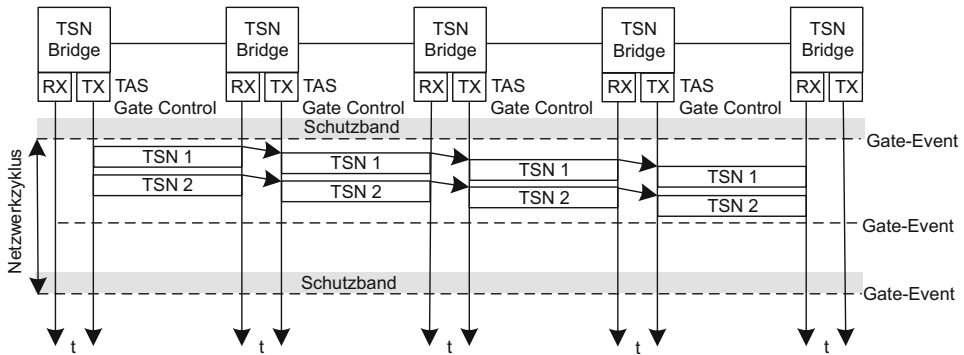 TSN
Bridge
TSN
Bridge
TSN
Bridge
TSN
Bridge
TSN
Bridge
RX TX TAS RX TX TAS RX TX TAS RX TX TAS RX TX
Gate Control Gate Control Gate Control Gate Control
Schutzband
Gate-Event
TSN 1
TSN 1
TSN 1
TSN 1
TSN 2
TSN 2
TSN 2
TSN 2
Netzwerkzyklus
Gate-Event
Schutzband
Gate-Event
t t t t t